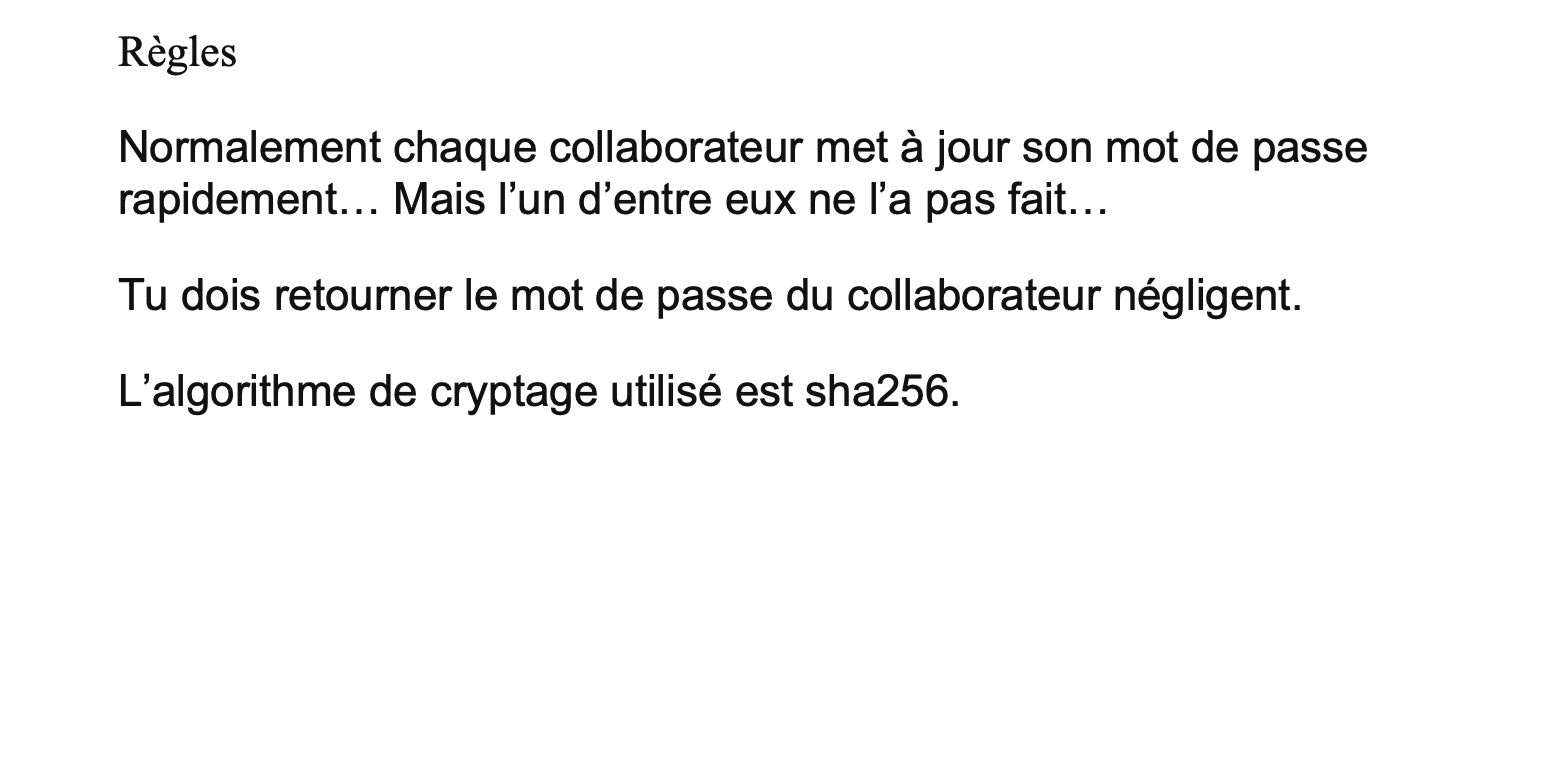 Règles
Normalement chaque collaborateur met à jour son mot de passe
rapidement… Mais l’un d’entre eux ne l’a pas fait…
Tu dois retourner le mot de passe du collaborateur négligent.
L’algorithme de cryptage utilisé est sha256.